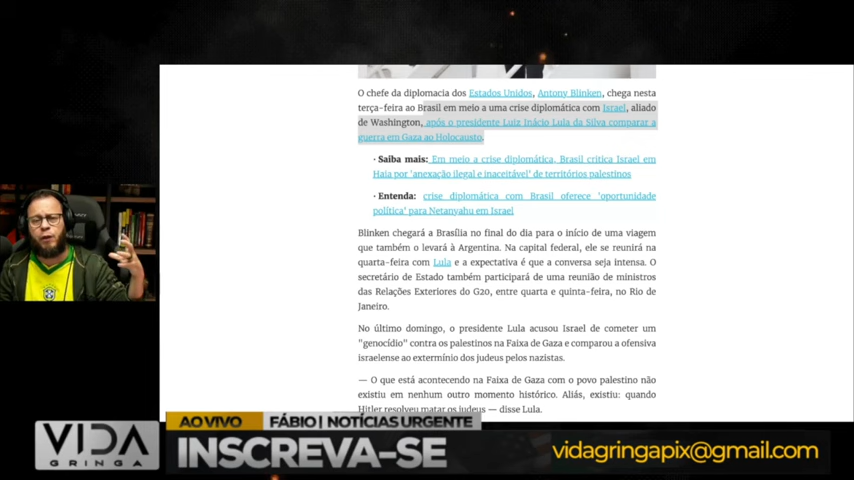 O chefe da diplomacia dos Estados Unidos, Antony Blinken, chega nesta
terça-feira ao Brasil em meio a uma crise diplomática com Israel, aliado
de Washington, após o presidente Luiz Inácio Lula da Silva comparar a
guerra em Gaza ao Holocausto.
· Saiba mais: Em meio a crise diplomática, Brasil critica Israel em
Haia por 'anexação ilegal e inaceitável' de territórios palestinos
· Entenda: crise diplomática com Brasil oferece 'oportunidade
política' para Netanyahu em Israel
Blinken chegará a Brasília no final do dia para o início de uma viagem
que também o levará à Argentina. Na capital federal, ele se reunirá na
quarta-feira com Lula e a expectativa é que a conversa seja intensa. O
secretário de Estado também participará de uma reunião de ministros
das Relações Exteriores do G20, entre quarta e quinta-feira, no Rio de
Janeiro.
No último domingo, o presidente Lula acusou Israel de cometer um
"genocídio" contra os palestinos na Faixa de Gaza e comparou a ofensiva
israelense ao extermínio dos judeus pelos nazistas.
— O que está acontecendo na Faixa de Gaza com o povo palestino não
existiu em nenhum outro momento histórico. Aliás, existiu: quando
Hitler resolveu matar os judeus — disse Lula.
AO VIVO FÁBIO | NOTÍCIAS URGENTE
VIDA
GRINGA
INSCREVA-SE
vidagringapix@gmail.com